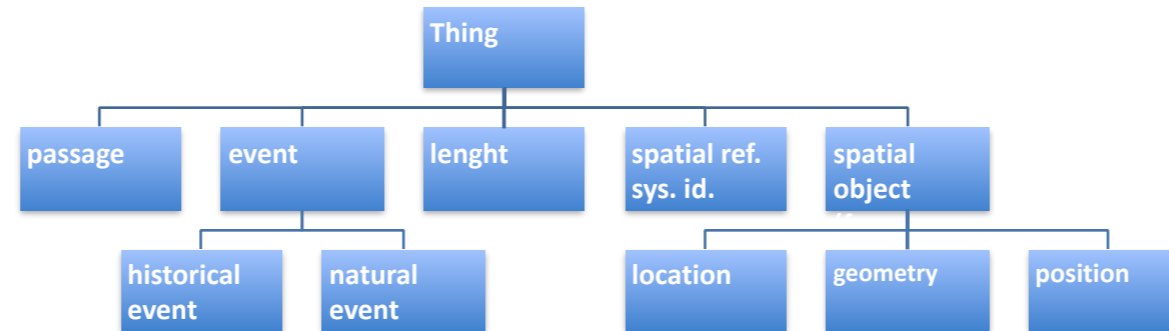 Thing
passage
event
lenght
spatial ref.
sys. id.
spatial
object
historical
event
natural
event
location
geometry
position